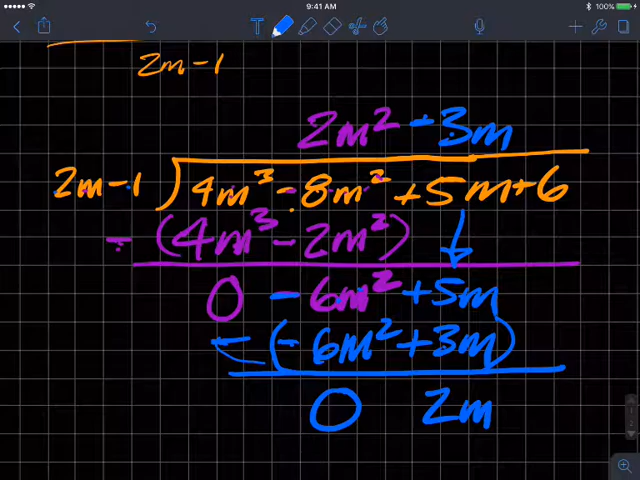 9:41 AM
100%
T
2m-1
2m² -3m
2m-1 ) 4m³ -8m² +5m+6
- (4m³ -2m²)
0 -6m² +5m
- (-6m² +3m)
0 2m